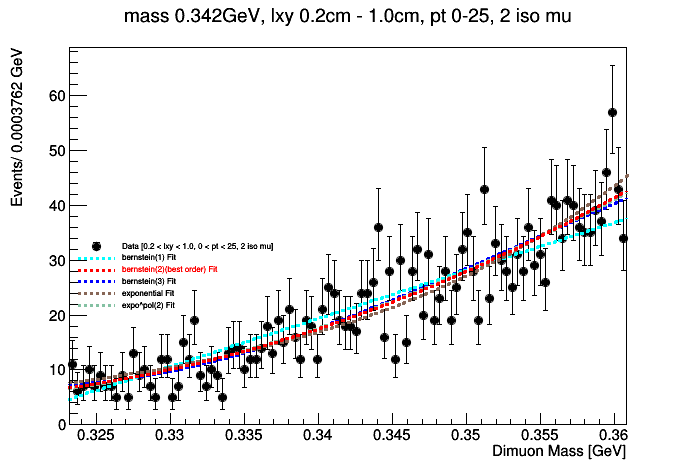 mass 0.342GeV, lxy 0.2cm - 1.0cm, pt 0-25, 2 iso mu
Events/ 0.0003762 GeV
60
50
40
30
20
10
0
Data [0.2 < lxy < 1.0, 0 < pt < 25, 2 iso mu]
bernstein(1) Fit
bernstein(2)(best order) Fit
bernstein(3) Fit
exponential Fit
expo*pol(2) Fit
0.325 0.33 0.335 0.34 0.345 0.35 0.355 0.36
Dimuon Mass [GeV]